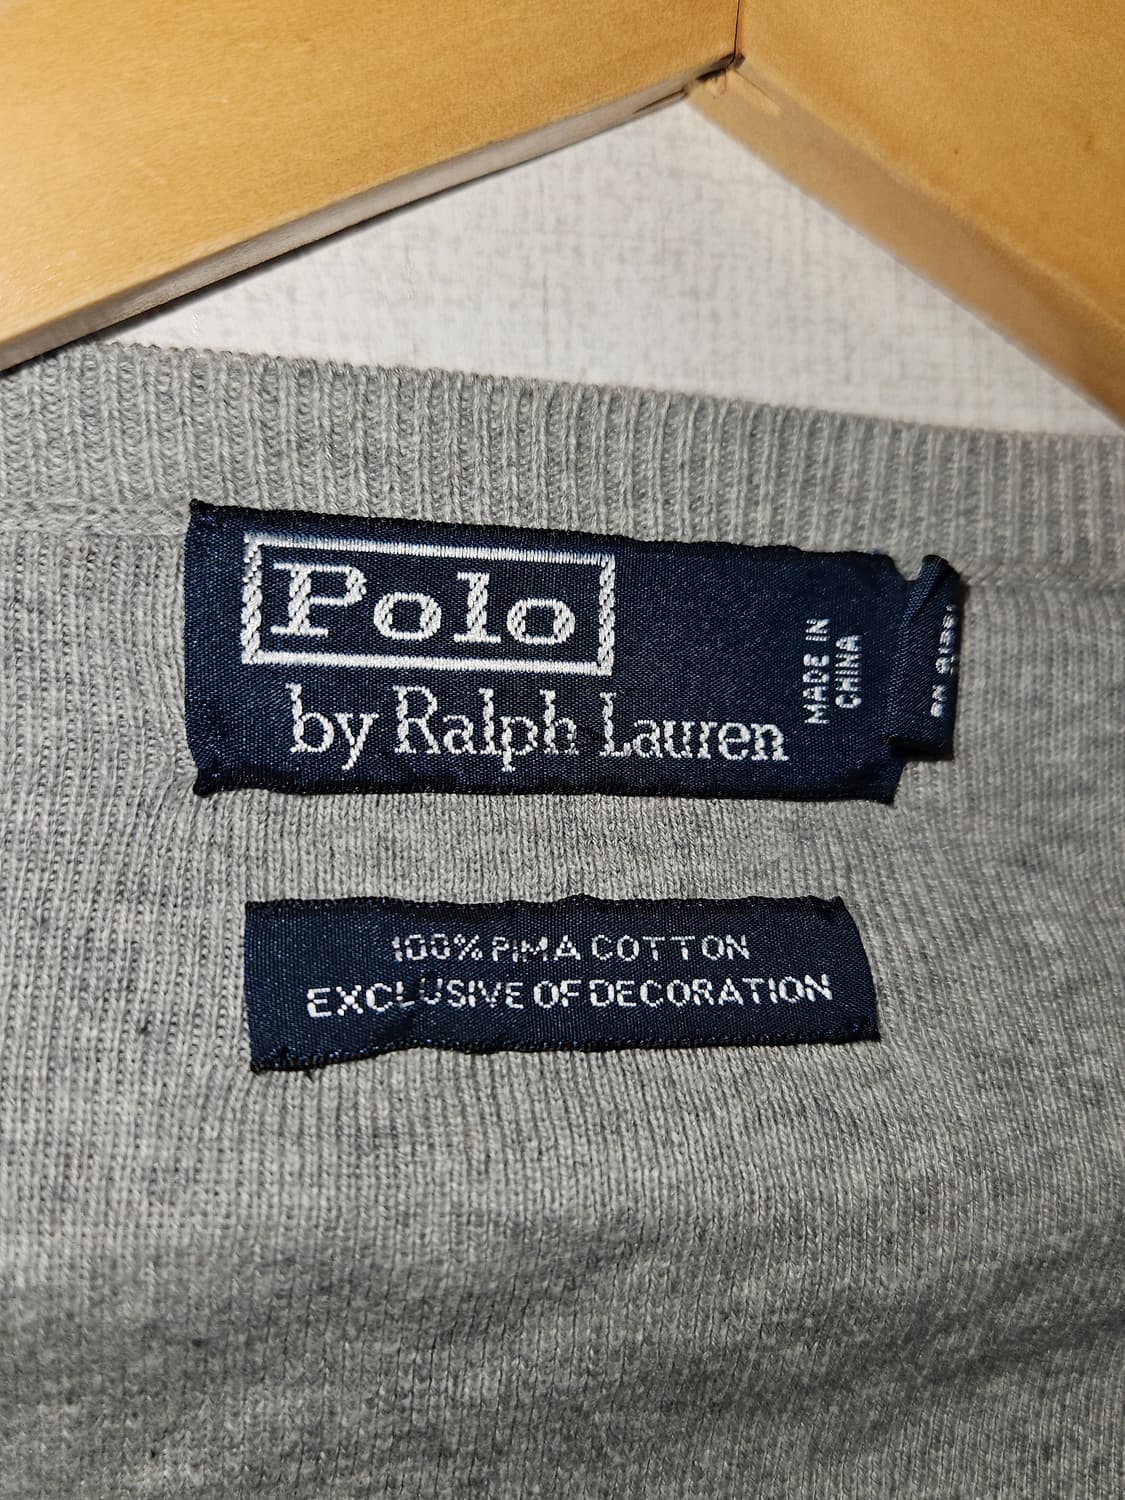 Polo
by Ralph Lauren
MADE IN
CHINA
100% PIMA COTTON
EXCLUSIVE OF DECORATION